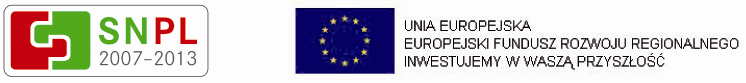 SNPL
2007-2013
UNIA EUROPEJSKA
EUROPEJSKI FUNDUSZ ROZWOJU REGIONALNEGO
INWESTUJEMY W WASZĄ PRZYSZŁOŚĆ